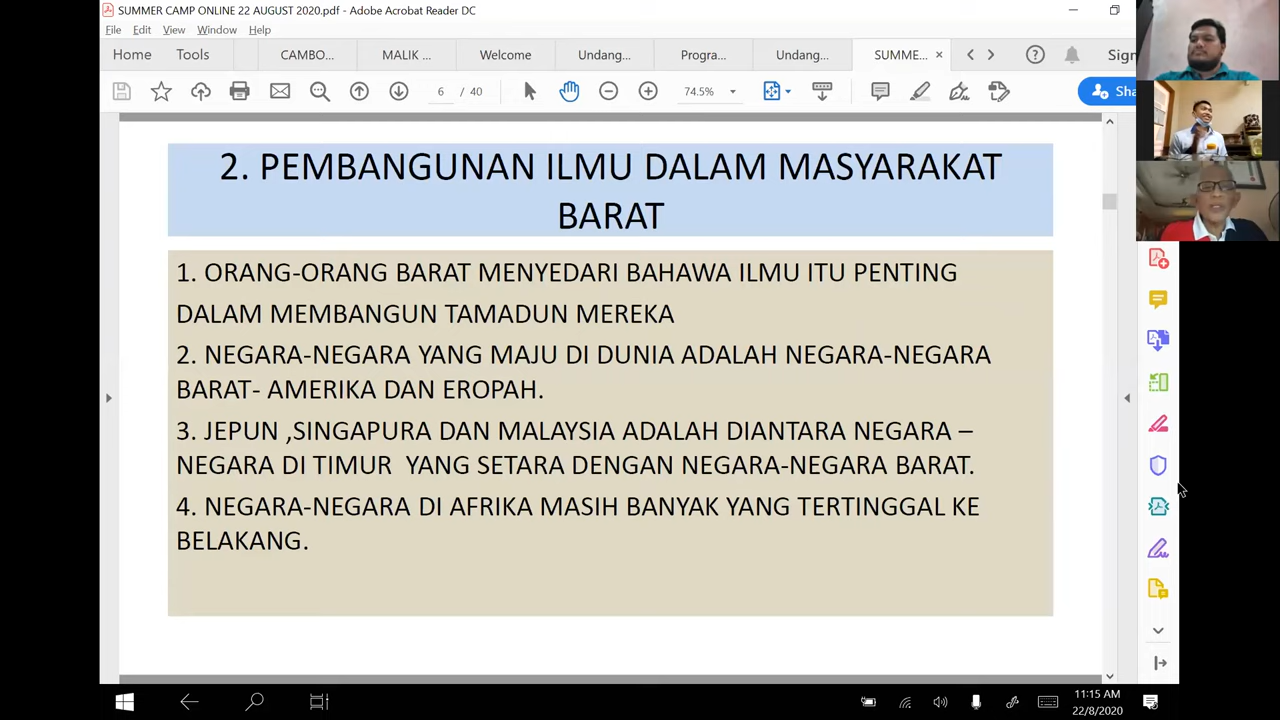 SUMMER CAMP ONLINE 22 AUGUST 2020.pdf - Adobe Acrobat Reader DC
File Edit View Window Help
Home Tools CAMBO... MALIK ... Welcome Undang... Progra... Undang... SUMME... × Sign
6 / 40 74.5% Sha
2. PEMBANGUNAN ILMU DALAM MASYARAKAT
BARAT
1. ORANG-ORANG BARAT MENYEDARI BAHAWA ILMU ITU PENTING
DALAM MEMBANGUN TAMADUN MEREKA
2. NEGARA-NEGARA YANG MAJU DI DUNIA ADALAH NEGARA-NEGARA
BARAT- AMERIKA DAN EROPAH.
3. JEPUN ,SINGAPURA DAN MALAYSIA ADALAH DIANTARA NEGARA –
NEGARA DI TIMUR YANG SETARA DENGAN NEGARA-NEGARA BARAT.
4. NEGARA-NEGARA DI AFRIKA MASIH BANYAK YANG TERTINGGAL KE
BELAKANG.
11:15 AM
22/8/2020